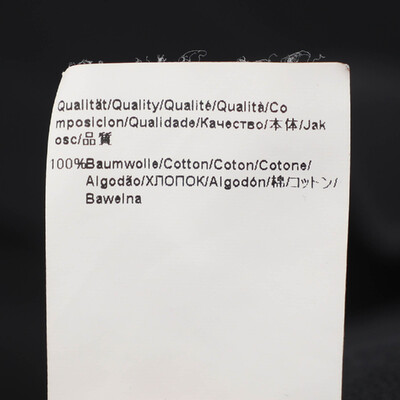 Qualität/Quality/Qualité/Qualità/Co
mposicion/Qualidade/Качество/本体/Jak
osc/品質
100%Baumwolle/Cotton/Coton/Cotone/
Algodão/ХЛОПОК/Algodón/棉/コットン/
Bawelna